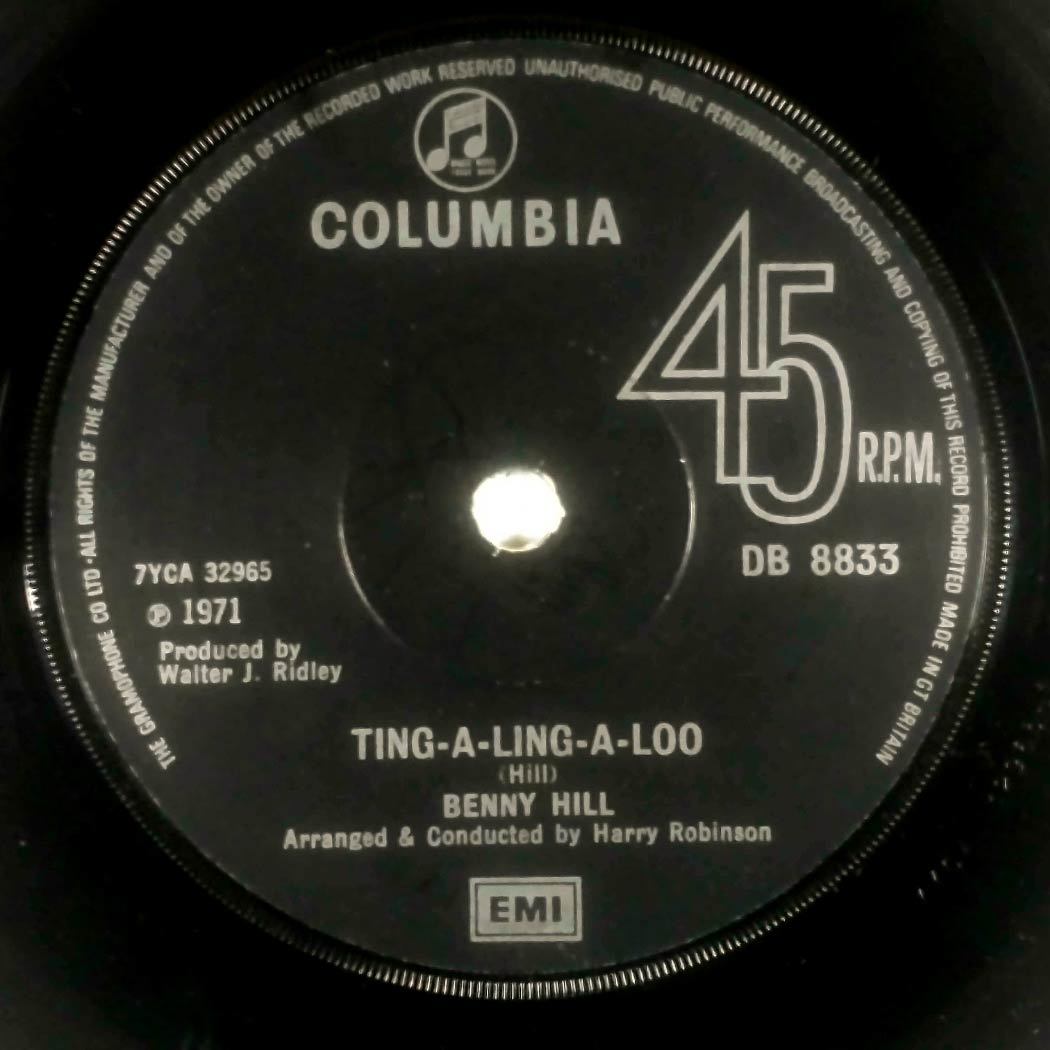 THE GRAMOPHONE CO LTD · ALL RIGHTS OF THE MANUFACTURER AND OF THE OWNER OF THE RECORDED WORK RESERVED UNAUTHORISED PUBLIC PERFORMANCE BROADCASTING AND COPYING OF THIS RECORD PROHIBITED MADE IN GT BRITAIN
COLUMBIA
45 R.P.M.
DB 8833
7YCA 32965
℗ 1971
Produced by
Walter J. Ridley
TING-A-LING-A-LOO
(Hill)
BENNY HILL
Arranged & Conducted by Harry Robinson
EMI